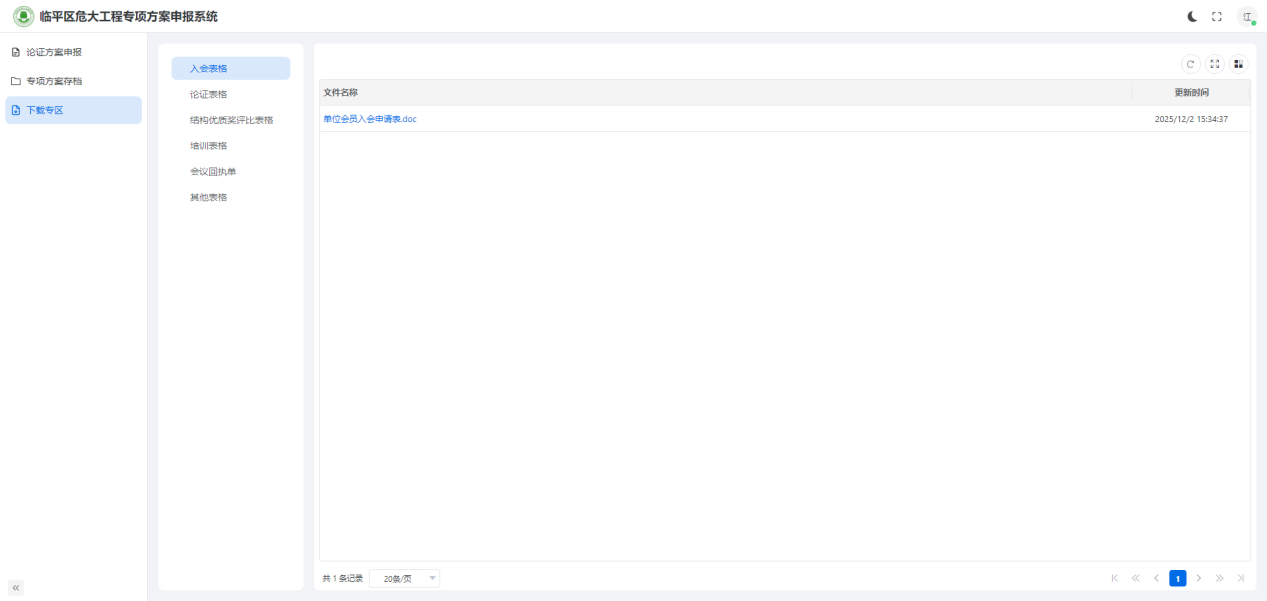 临平区危大工程专项方案申报系统
江
论证方案申报
专项方案存档
下载专区
入会表格
论证表格
结构优质奖评比表格
培训表格
会议回执单
其他表格
文件名称 更新时间
单位会员入会申请表.doc 2025/12/2 15:34:37
共 1 条记录 20条/页 1